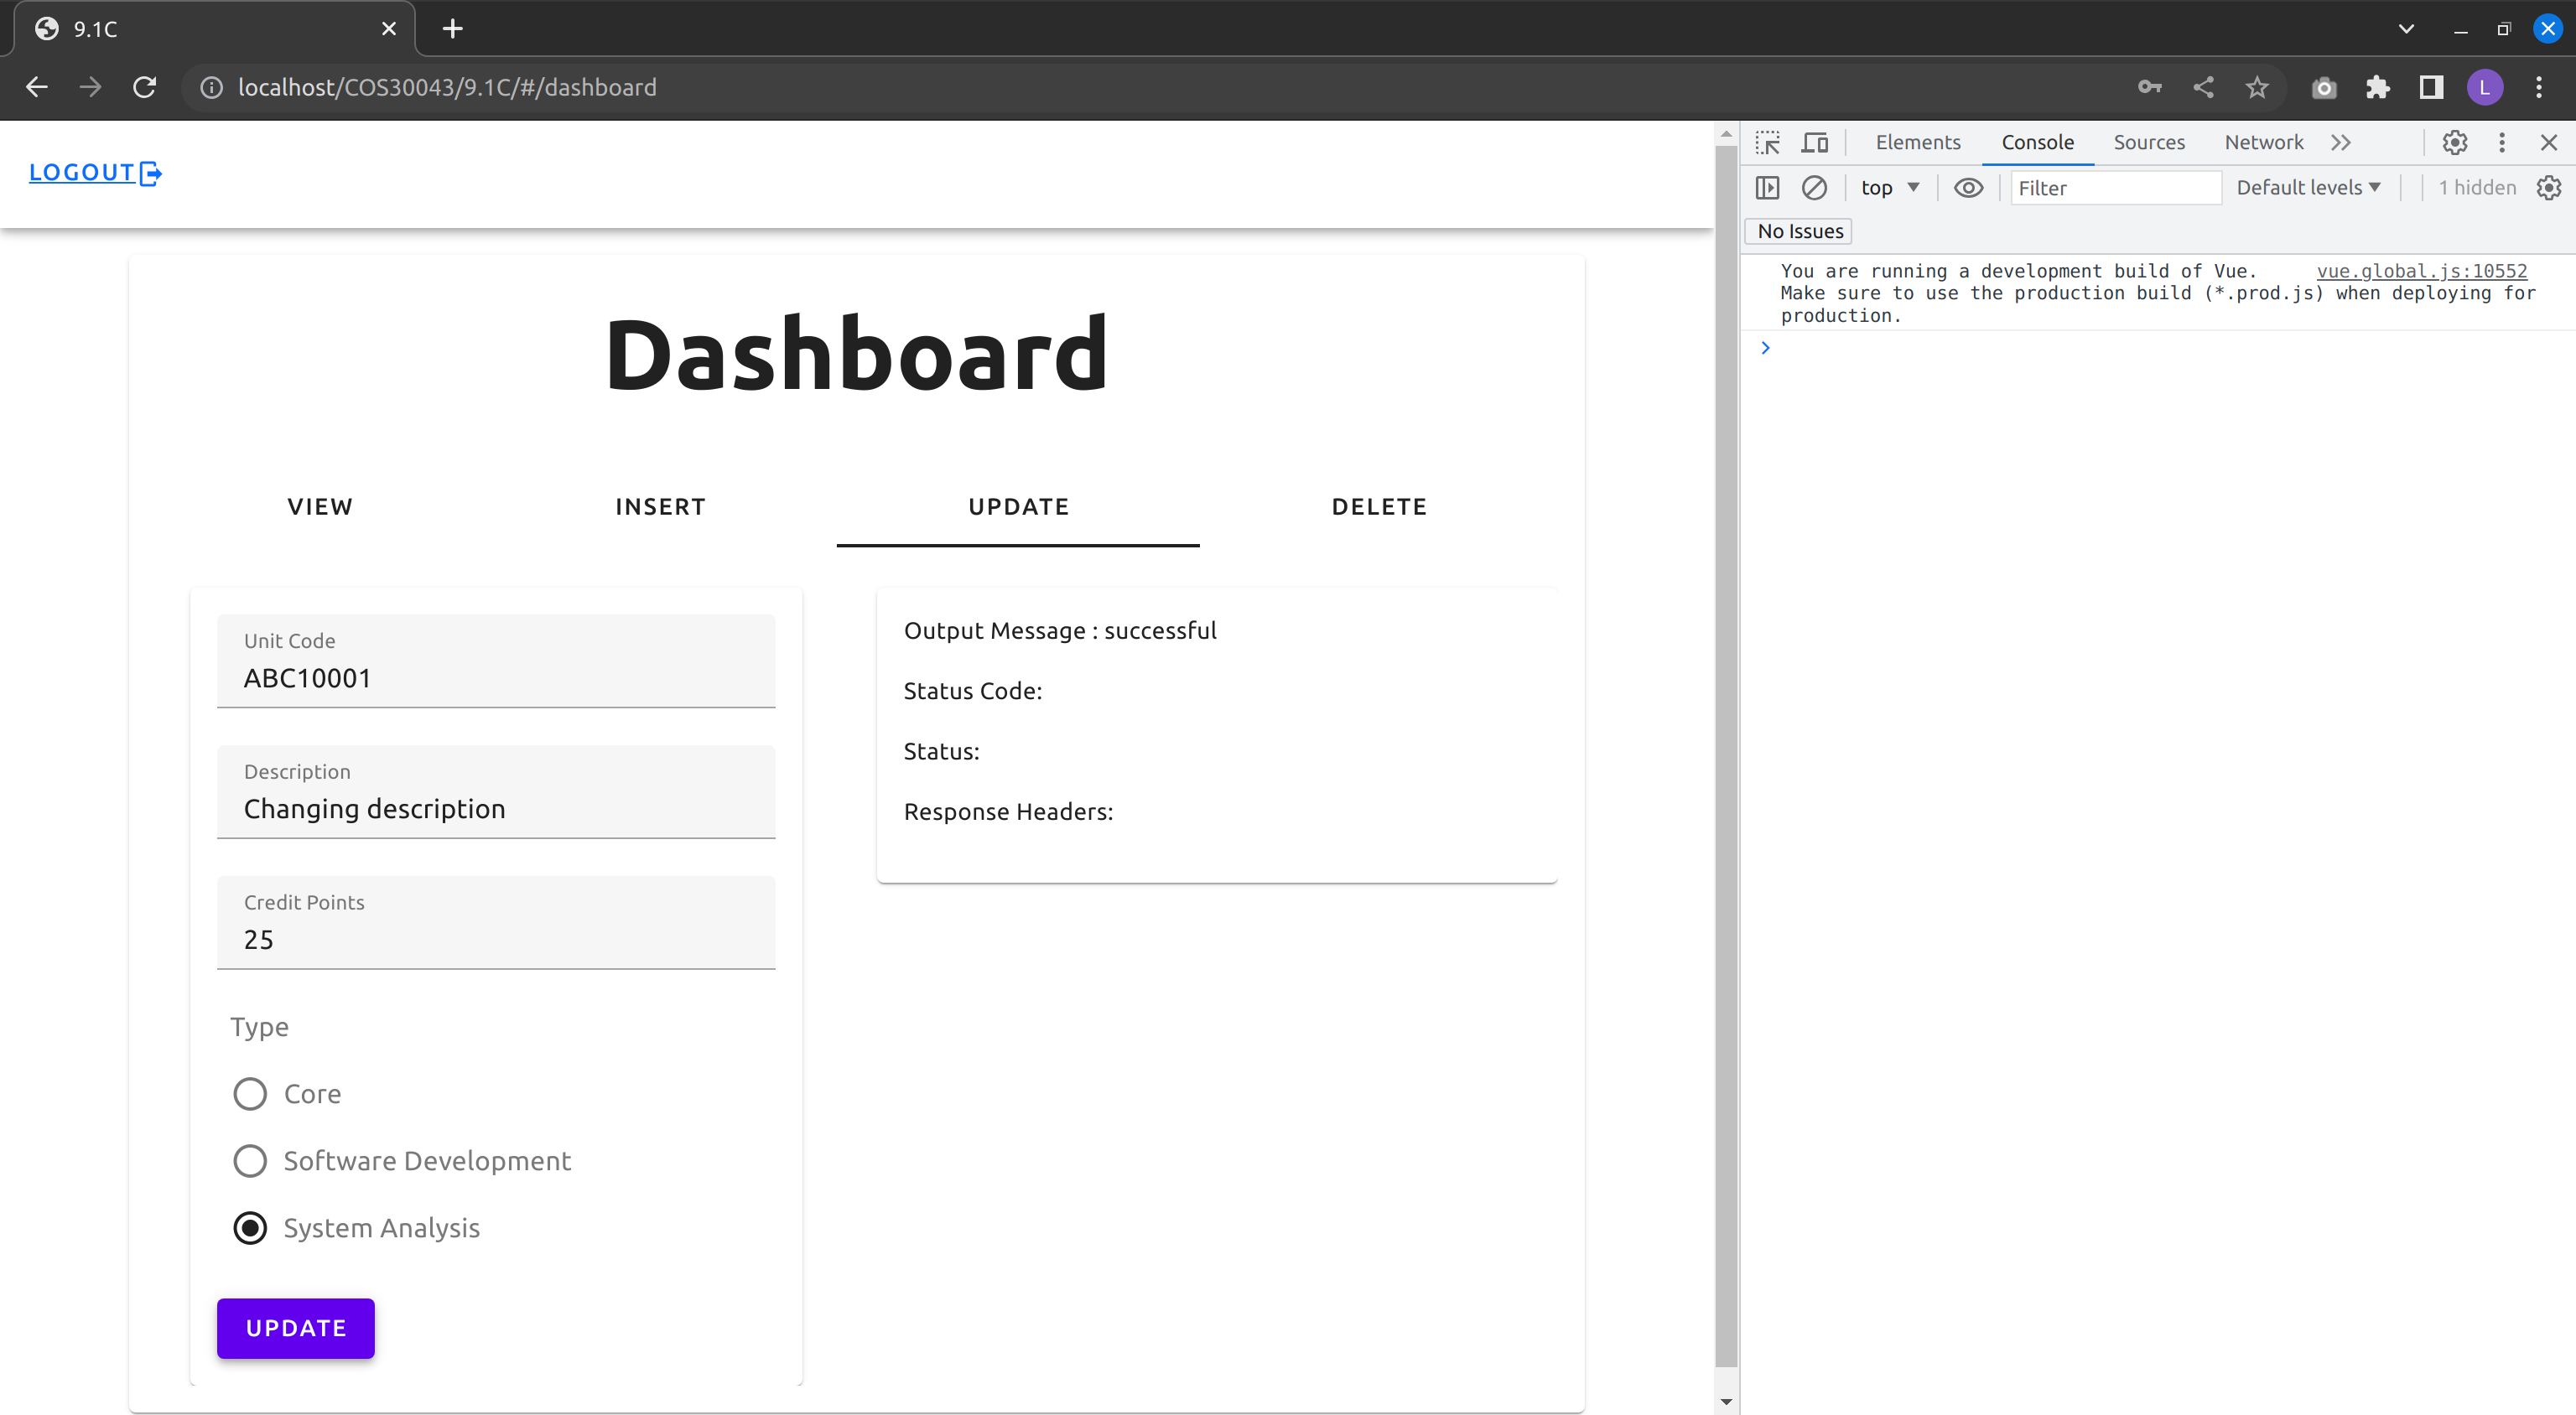 9.1C
localhost/COS30043/9.1C/#/dashboard
L
LOGOUT
Dashboard
VIEW INSERT UPDATE DELETE
Unit Code
ABC10001
Description
Changing description
Credit Points
25
Type
Core
Software Development
System Analysis
UPDATE
Output Message : successful
Status Code:
Status:
Response Headers:
Elements Console Sources Network
top Filter Default levels 1 hidden
No Issues
You are running a development build of Vue. vue.global.js:10552
Make sure to use the production build (*.prod.js) when deploying for
production.